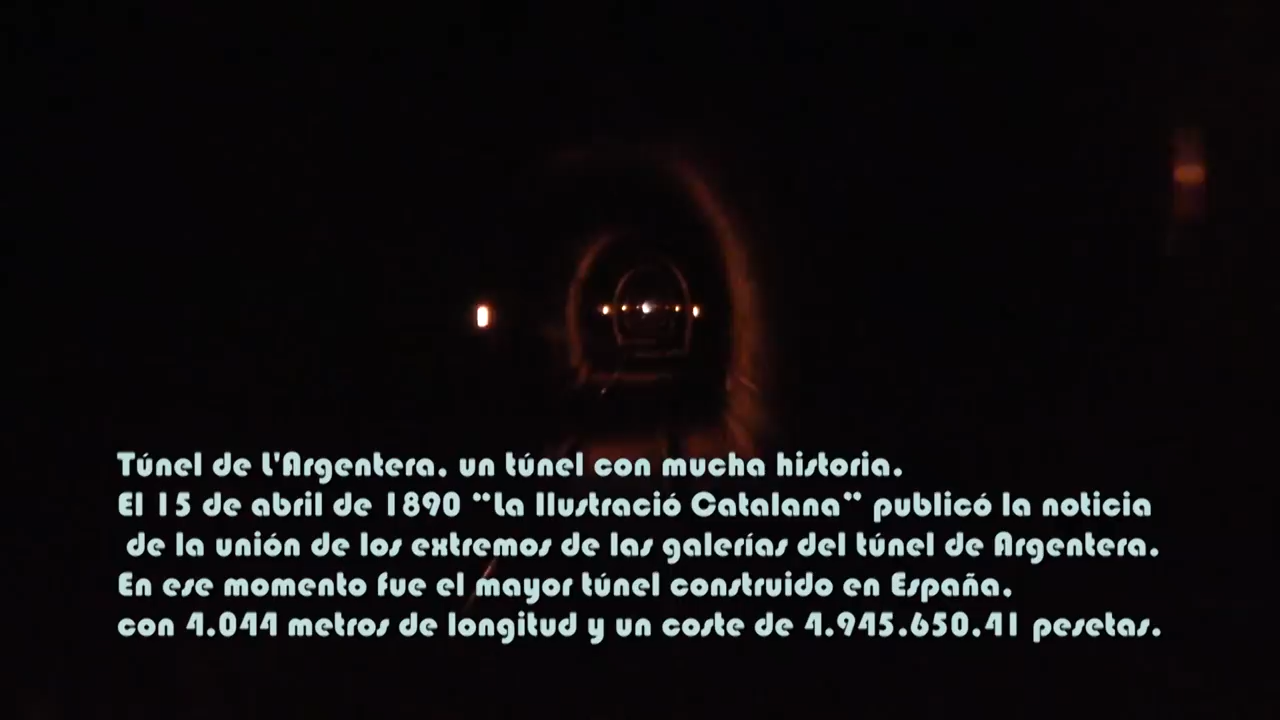 Túnel de L'Argentera, un túnel con mucha historia.
El 15 de abril de 1890 "La Ilustració Catalana" publicó la noticia
de la unión de los extremos de las galerías del túnel de Argentera.
En ese momento fue el mayor túnel construido en España,
con 4.044 metros de longitud y un coste de 4.945.650,41 pesetas.